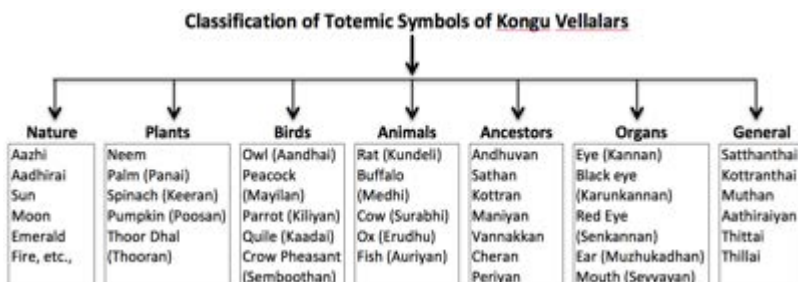 Classification of Totemic Symbols of Kongu Vellalars
Nature
Aazhi
Aadhirai
Sun
Moon
Emerald
Fire, etc.,
Plants
Neem
Palm (Panai)
Spinach (Keeran)
Pumpkin (Poosan)
Thoor Dhal
(Thooran)
Birds
Owl (Aandhai)
Peacock
(Mayilan)
Parrot (Kiliyan)
Quile (Kaadai)
Crow Pheasant
(Semboothan)
Animals
Rat (Kundeli)
Buffalo
(Medhi)
Cow (Surabhi)
Ox (Erudhu)
Fish (Auriyan)
Ancestors
Andhuvan
Sathan
Kottran
Maniyan
Vannakkan
Cheran
Periyan
Organs
Eye (Kannan)
Black eye
(Karunkannan)
Red Eye
(Senkannan)
Ear (Muzhukadhan)
Mouth (Sevvayan)
General
Satthanthai
Kottranthai
Muthan
Aathiraiyan
Thittai
Thillai